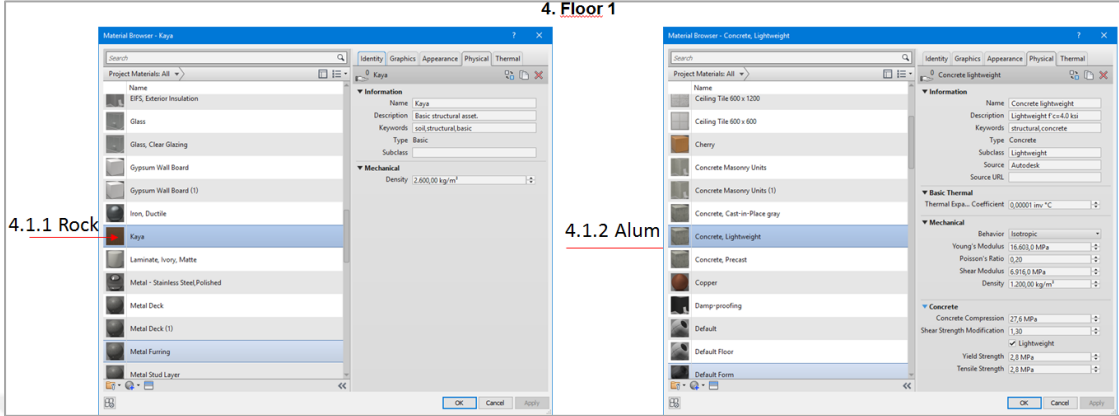 4. Floor 1
Material Browser - Kaya
? ×
Search
Project Materials: All
Name
EIFS, Exterior Insulation
Glass
Glass, Clear Glazing
Gypsum Wall Board
Gypsum Wall Board (1)
Iron, Ductile
4.1.1 Rock
Kaya
Laminate, Ivory, Matte
Metal - Stainless Steel,Polished
Metal Deck
Metal Deck (1)
Metal Furring
Metal Stud Layer
Identity Graphics Appearance Physical Thermal
0 Kaya
Information
Name Kaya
Description Basic structural asset.
Keywords soil,structural,basic
Type Basic
Subclass
Mechanical
Density 2.600,00 kg/m³
OK Cancel Apply
Material Browser - Concrete, Lightweight
? ×
Search
Project Materials: All
Name
Ceiling Tile 600 x 1200
Ceiling Tile 600 x 600
Cherry
Concrete Masonry Units
Concrete Masonry Units (1)
Concrete, Cast-in-Place gray
4.1.2 Alum
Concrete, Lightweight
Concrete, Precast
Copper
Damp-proofing
Default
Default Floor
Default Form
Identity Graphics Appearance Physical Thermal
0 Concrete lightweight
Information
Name Concrete lightweight
Description Lightweight f'c=4.0 ksi
Keywords structural,concrete
Type Concrete
Subclass Lightweight
Source Autodesk
Source URL
Basic Thermal
Thermal Expa... Coefficient 0,00001 inv °C
Mechanical
Behavior Isotropic
Young's Modulus 16.603,0 MPa
Poisson's Ratio 0,20
Shear Modulus 6.916,0 MPa
Density 1.200,00 kg/m³
Concrete
Concrete Compression 27,6 MPa
Shear Strength Modification 1,30
Lightweight
Yield Strength 2,8 MPa
Tensile Strength 2,8 MPa
OK Cancel Apply